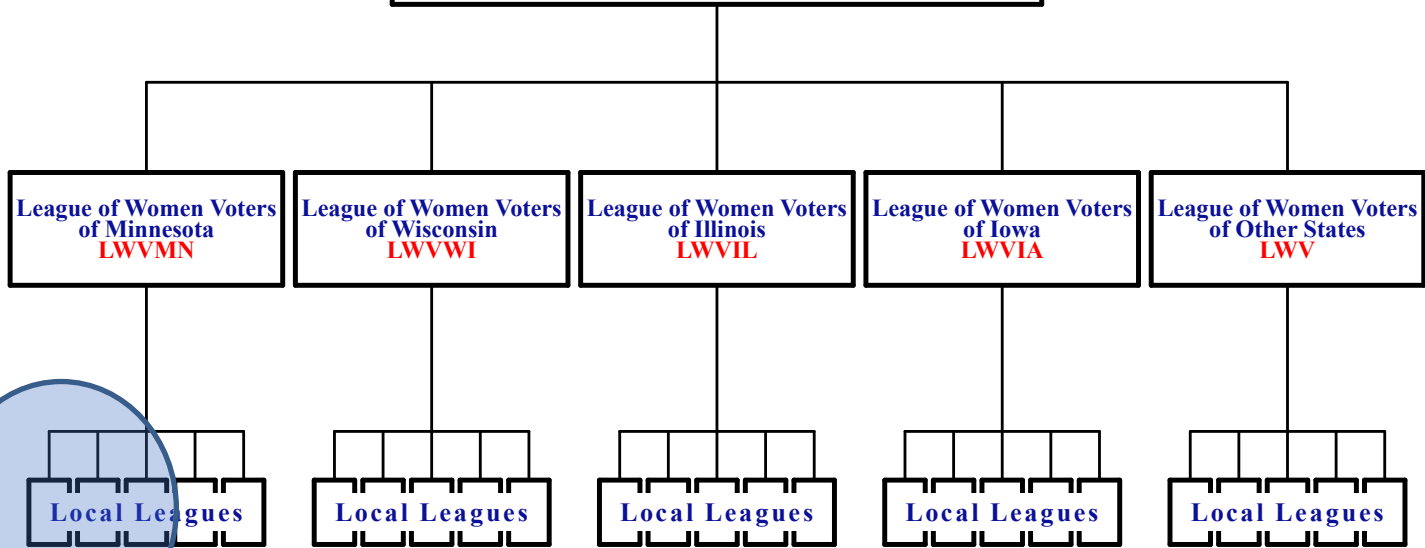 League of Women Voters
of Minnesota
LWVMN
League of Women Voters
of Wisconsin
LWVWI
League of Women Voters
of Illinois
LWVIL
League of Women Voters
of Iowa
LWVIA
League of Women Voters
of Other States
LWV
Local Leagues
Local Leagues
Local Leagues
Local Leagues
Local Leagues